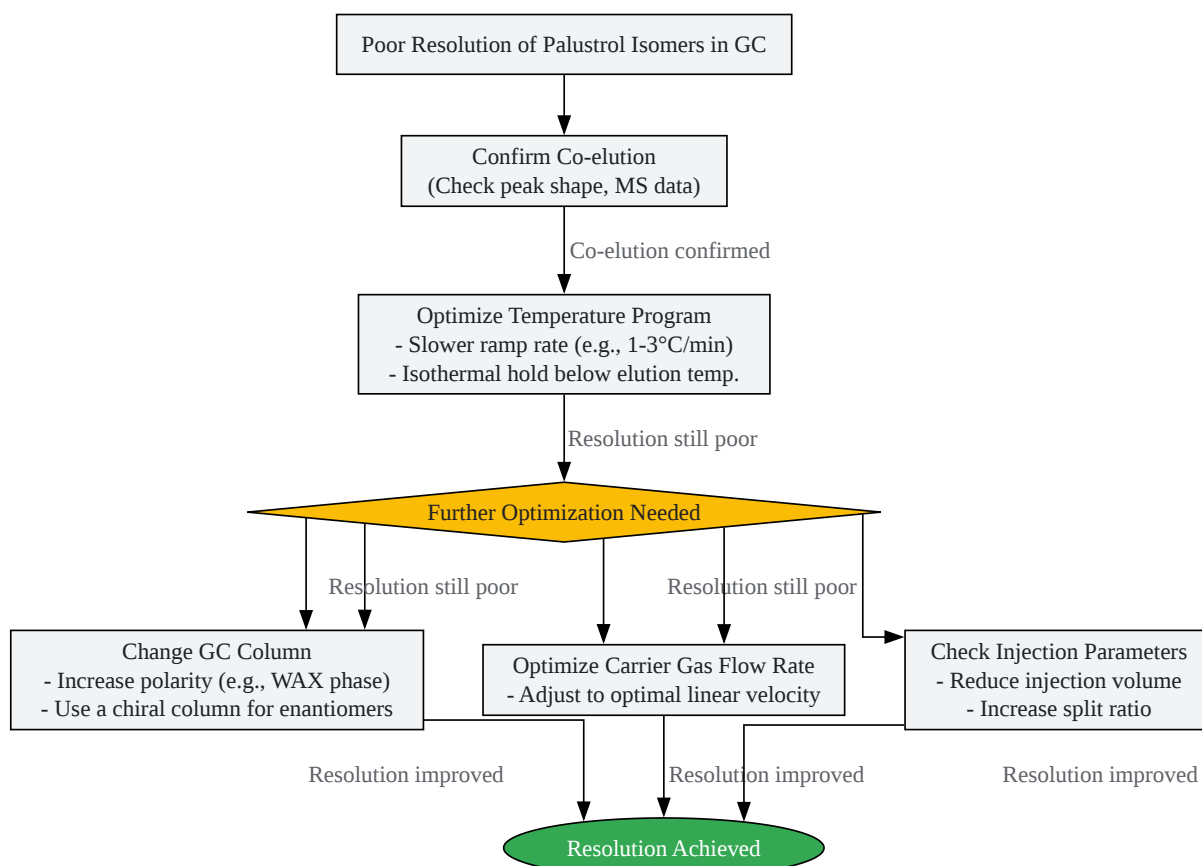 Poor Resolution of Palustrol Isomers in GC
Confirm Co-elution
(Check peak shape, MS data)
Co-elution confirmed
Optimize Temperature Program
- Slower ramp rate (e.g., 1-3°C/min)
- Isothermal hold below elution temp.
Resolution still poor
Further Optimization Needed
Resolution still poor
Resolution still poor
Change GC Column
- Increase polarity (e.g., WAX phase)
- Use a chiral column for enantiomers
Optimize Carrier Gas Flow Rate
- Adjust to optimal linear velocity
Check Injection Parameters
- Reduce injection volume
- Increase split ratio
Resolution improved
Resolution improved
Resolution improved
Resolution Achieved